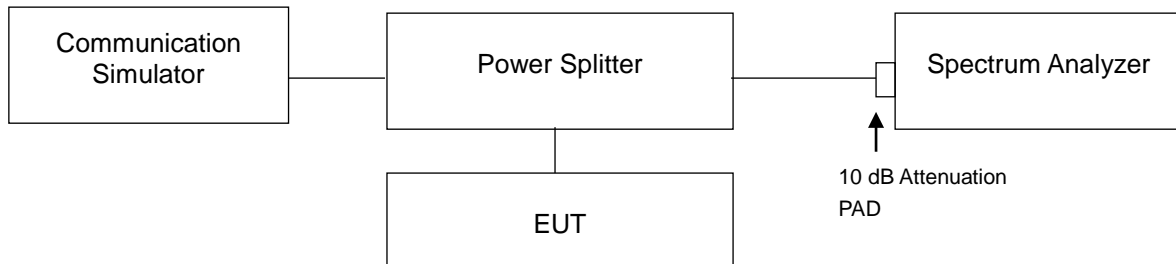 Communication
Simulator
Power Splitter
Spectrum Analyzer
10 dB Attenuation
PAD
EUT